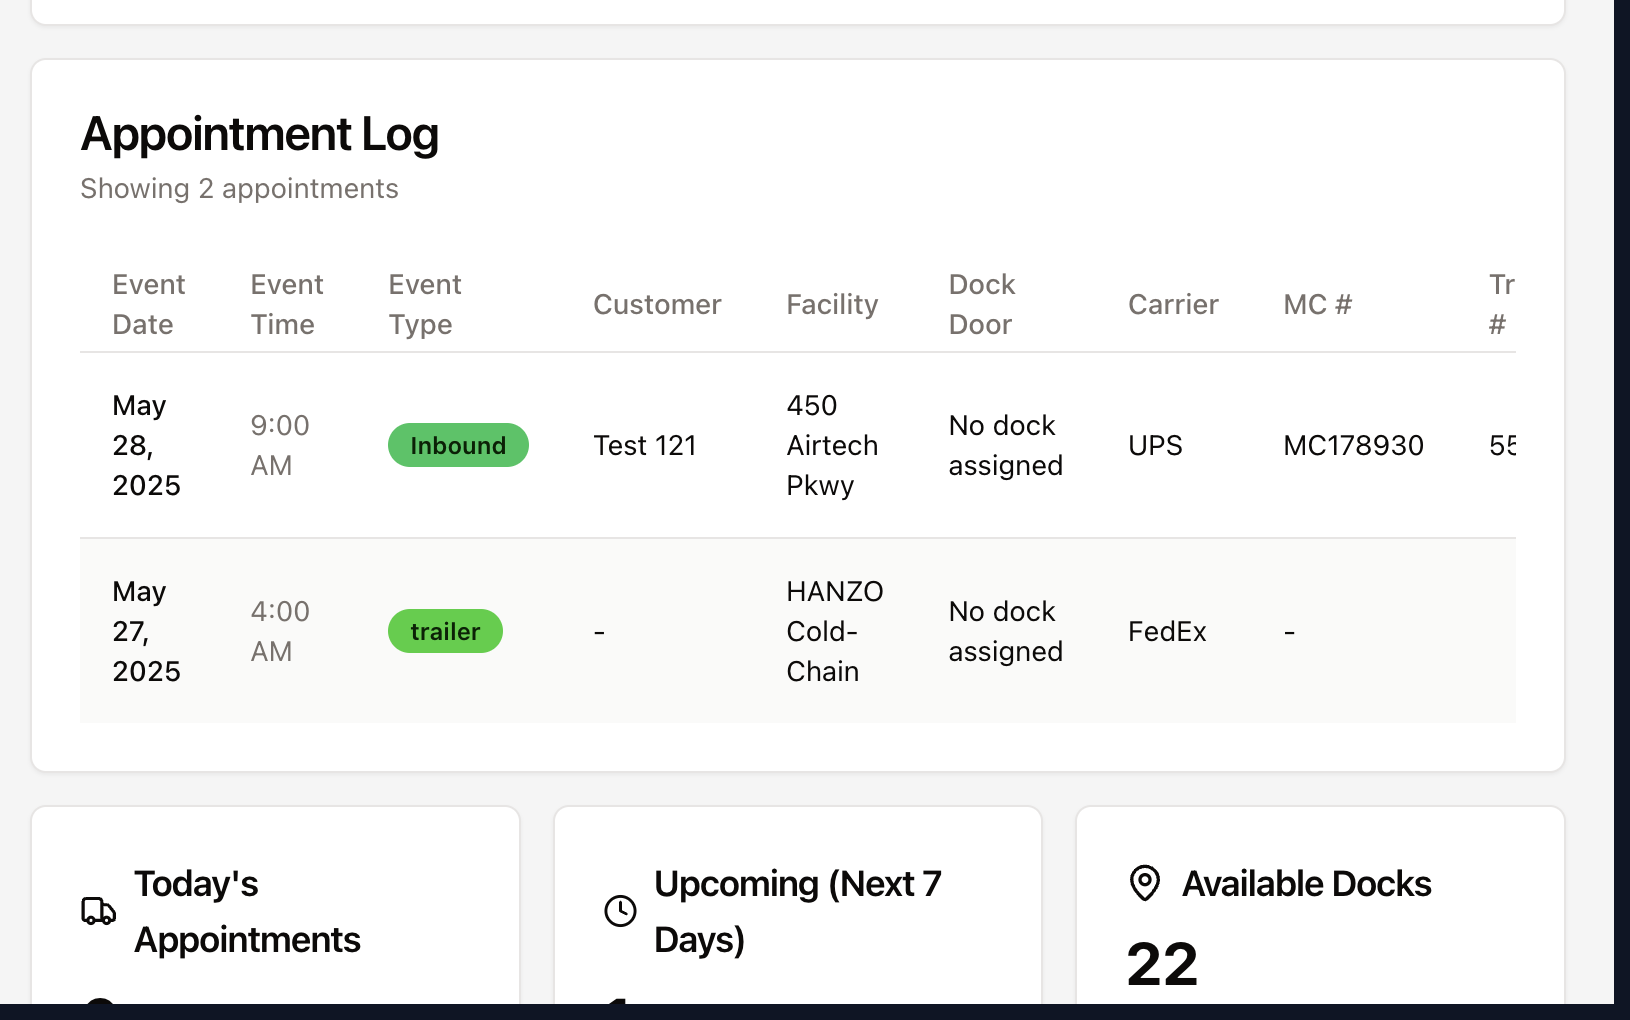 Appointment Log
Showing 2 appointments
Event Date
Event Time
Event Type
Customer
Facility
Dock Door
Carrier
MC #
Tr
#
May 28, 2025
9:00 AM
Inbound
Test 121
450 Airtech Pkwy
No dock assigned
UPS
MC178930
55
May 27, 2025
4:00 AM
trailer
-
HANZO Cold-Chain
No dock assigned
FedEx
-
Today's Appointments
Upcoming (Next 7 Days)
Available Docks
22